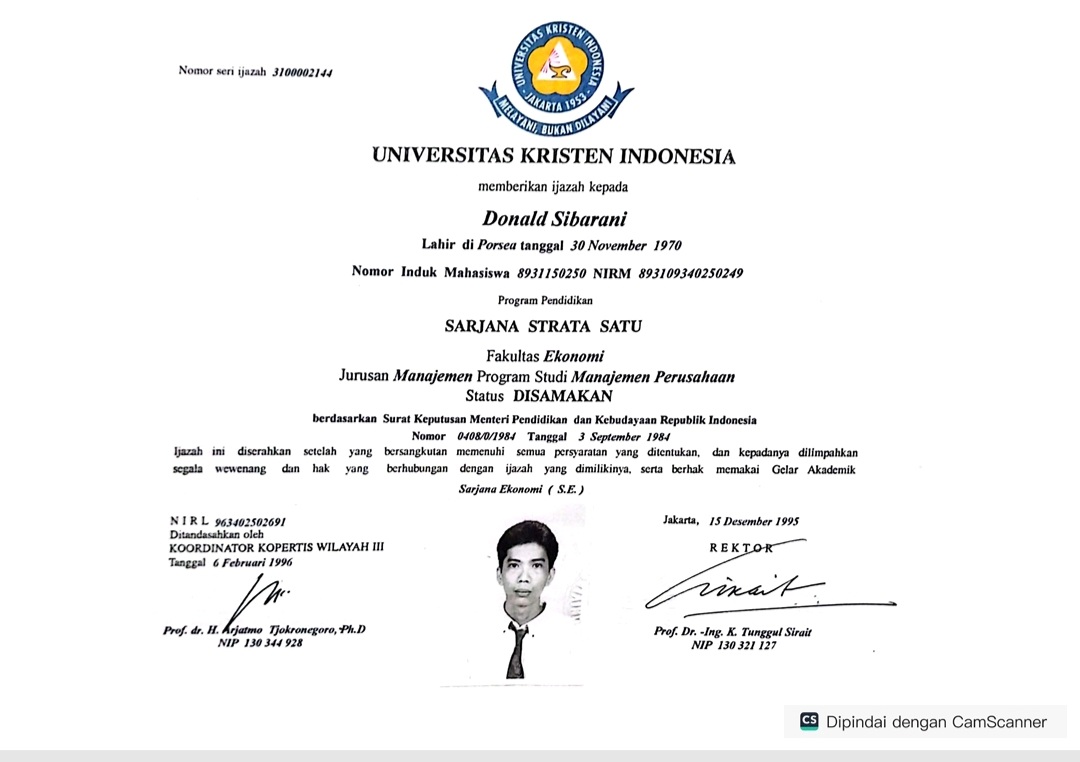 Nomor seri ijazah 3100002144
UNIVERSITAS KRISTEN INDONESIA
JAKARTA 1953
MELAYANI, BUKAN DILAYANI
UNIVERSITAS KRISTEN INDONESIA
memberikan ijazah kepada
Donald Sibarani
Lahir di Porsea tanggal 30 November 1970
Nomor Induk Mahasiswa 8931150250 NIRM 893109340250249
Program Pendidikan
SARJANA STRATA SATU
Fakultas Ekonomi
Jurusan Manajemen Program Studi Manajemen Perusahaan
Status DISAMAKAN
berdasarkan Surat Keputusan Menteri Pendidikan dan Kebudayaan Republik Indonesia
Nomor 0408/0/1984 Tanggal 3 September 1984
Ijazah ini diserahkan setelah yang bersangkutan memenuhi semua persyaratan yang ditentukan, dan kepadanya dilimpahkan
segala wewenang dan hak yang berhubungan dengan ijazah yang dimilikinya, serta berhak memakai Gelar Akademik
Sarjana Ekonomi ( S.E. )
N I R L 963402502691
Ditandasahkan oleh
KOORDINATOR KOPERTIS WILAYAH III
Tanggal 6 Februari 1996
Prof. dr. H. Arjatmo Tjokronegoro, Ph.D
NIP 130 344 928
Jakarta, 15 Desember 1995
REKTOR
Prof. Dr. -Ing. K. Tunggul Sirait
NIP 130 321 127
CS Dipindai dengan CamScanner